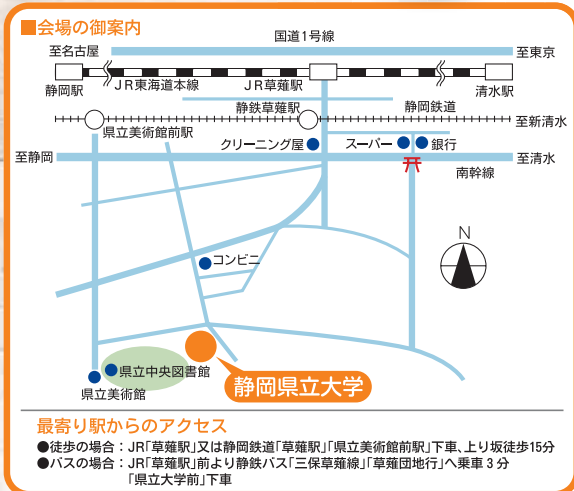 ■会場の御案内
国道1号線
至名古屋
至東京
静岡駅
JR東海道本線
JR草薙駅
清水駅
静鉄草薙駅
静岡鉄道
県立美術館前駅
至新清水
クリーニング屋
スーパー
銀行
至静岡
至清水
南幹線
N
コンビニ
県立中央図書館
静岡県立大学
県立美術館
最寄り駅からのアクセス
●徒歩の場合：JR「草薙駅」又は静岡鉄道「草薙駅」「県立美術館前駅」下車、上り坂徒歩15分
●バスの場合：JR「草薙駅」前より静鉄バス「三保草薙線」「草薙団地行」へ乗車3分
「県立大学前」下車